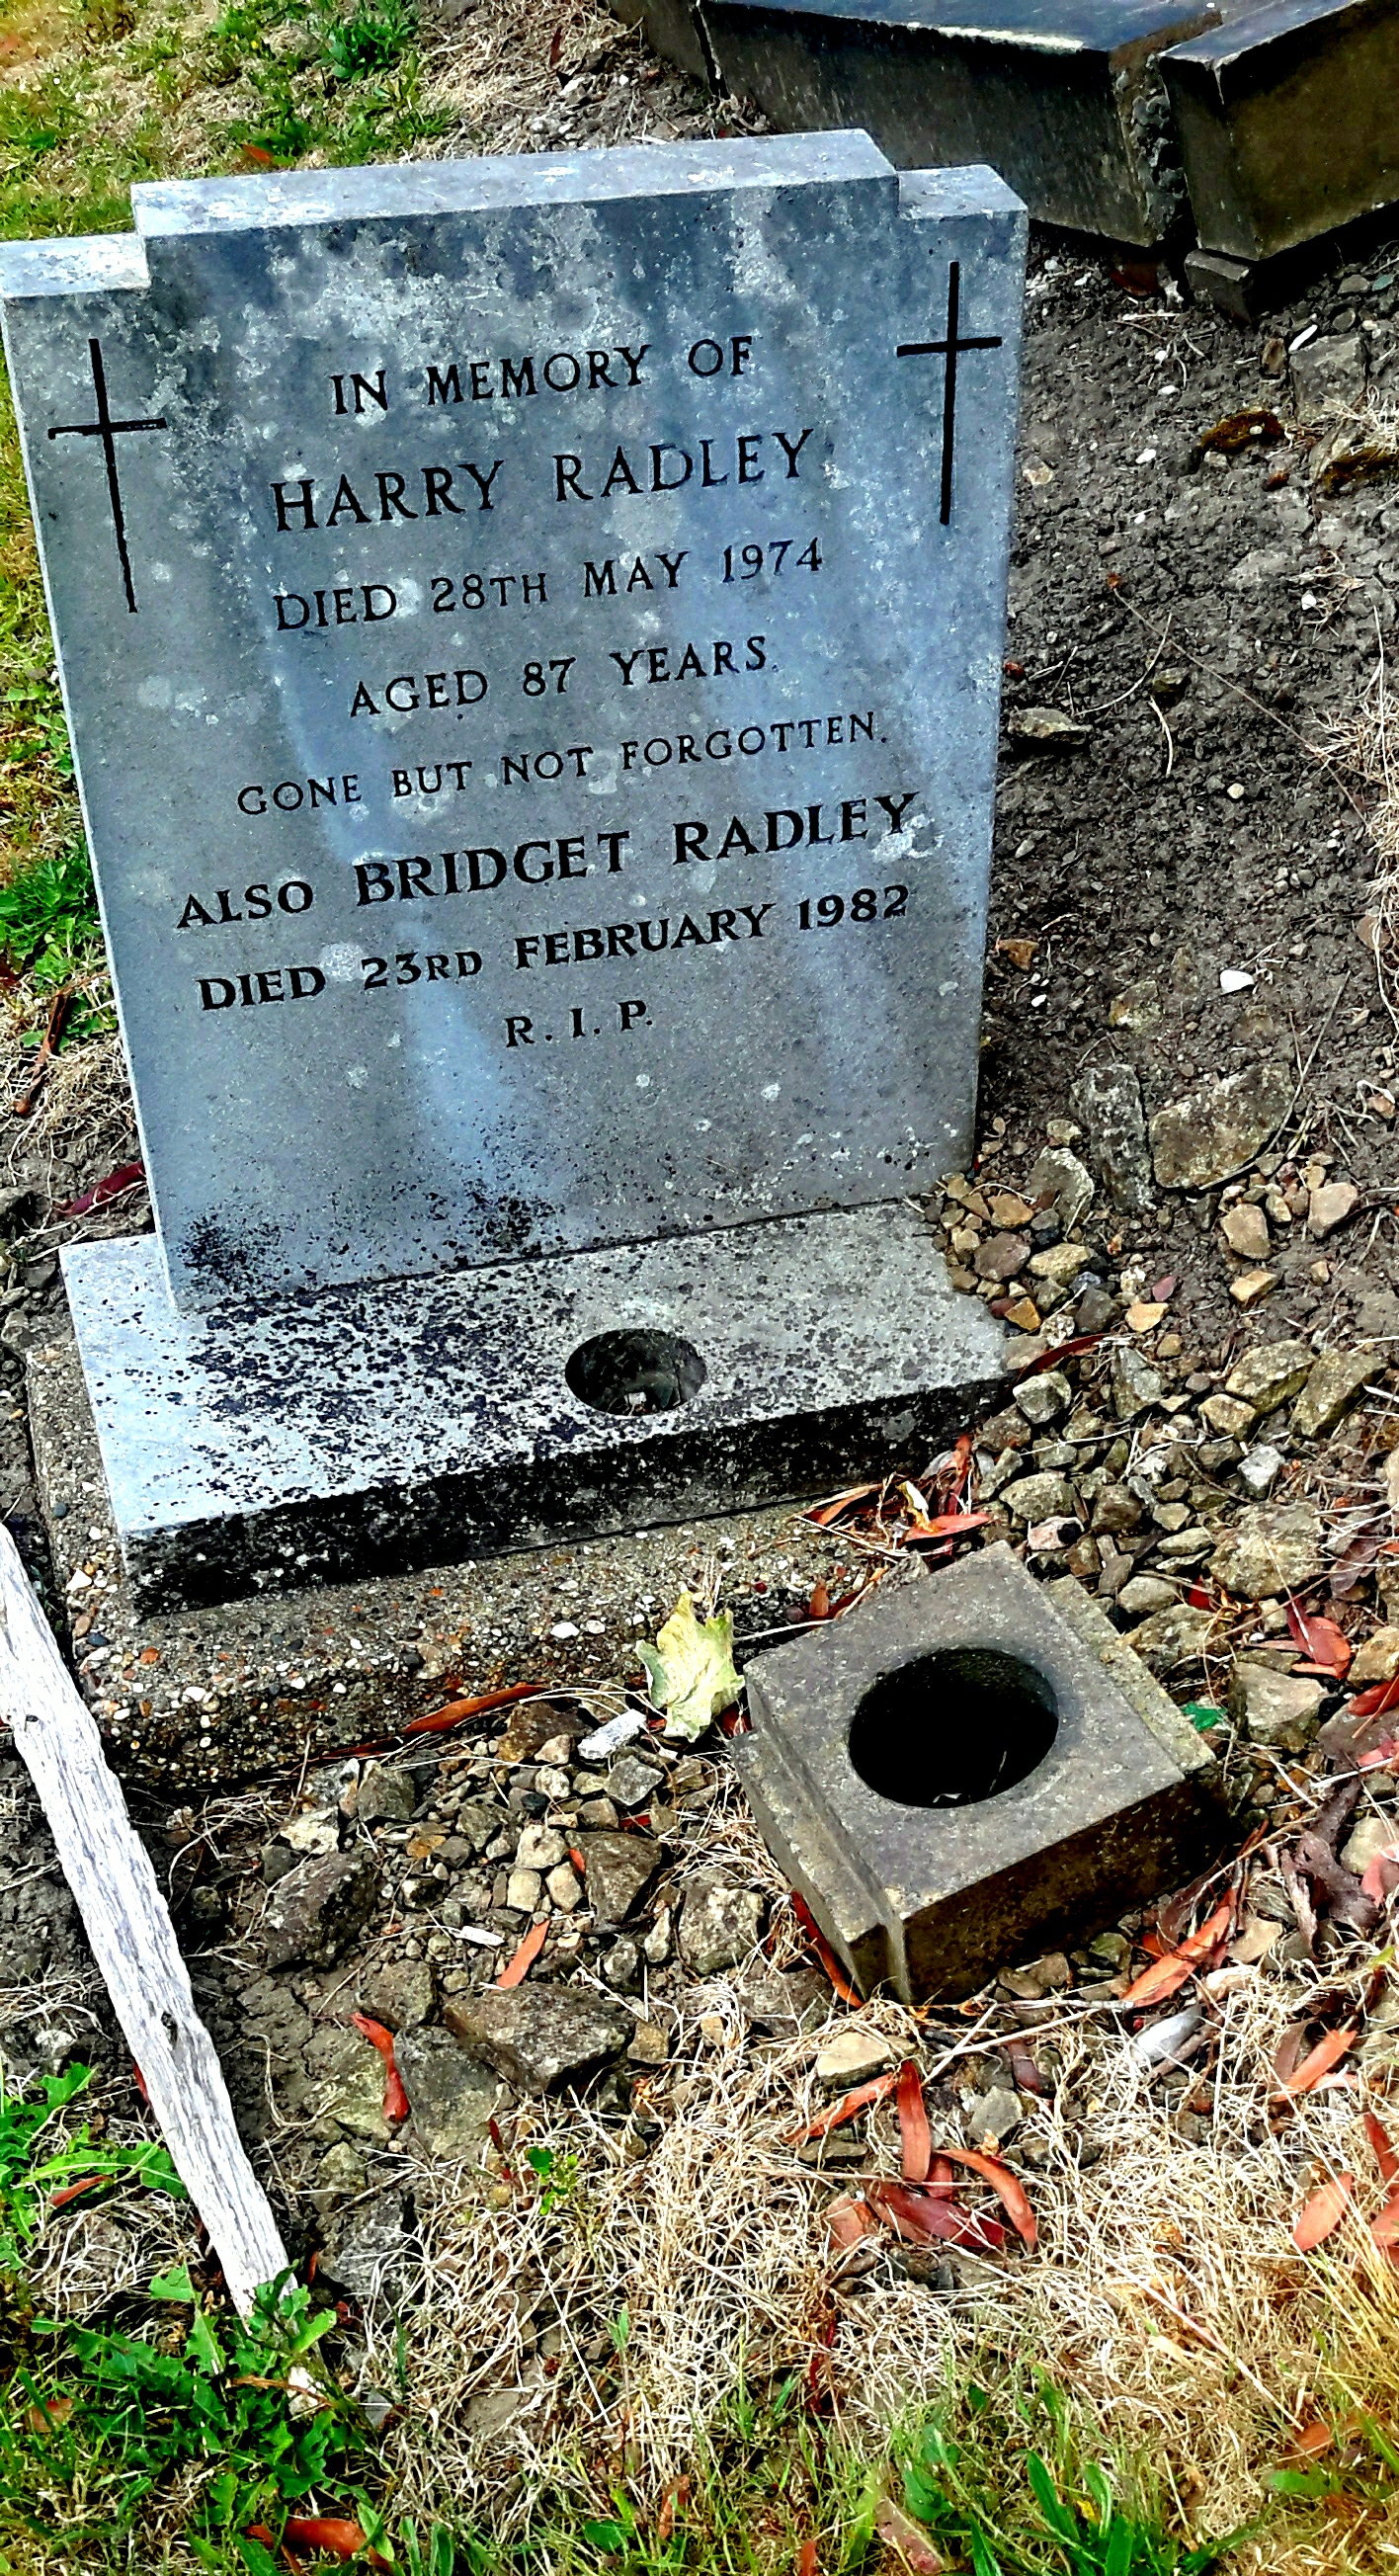 IN MEMORY OF
HARRY RADLEY
DIED 28TH MAY 1974
AGED 87 YEARS.
GONE BUT NOT FORGOTTEN.
ALSO BRIDGET RADLEY
DIED 23RD FEBRUARY 1982
R. I. P.